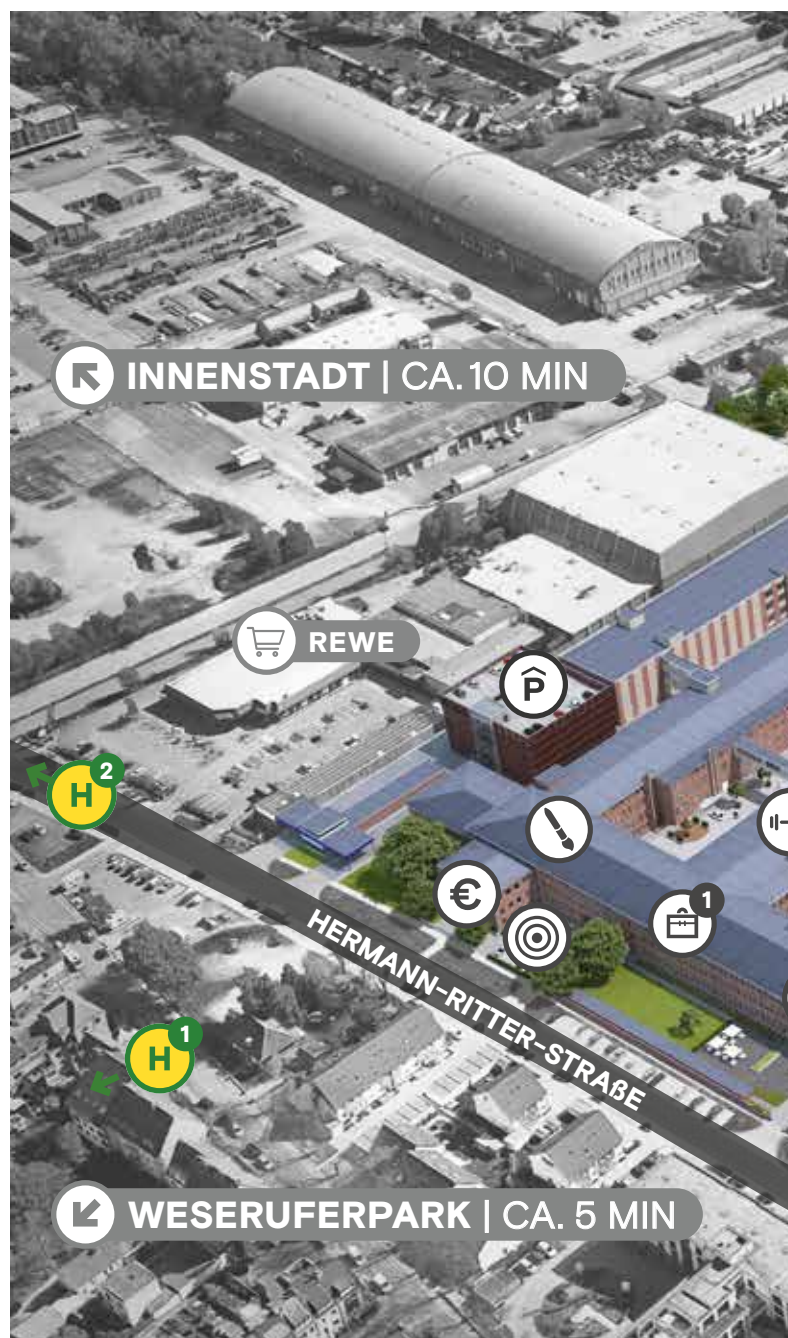 INNENSTADT | CA. 10 MIN
REWE
P
2
H
€
1
HERMANN-RITTER-STRAßE
1
H
WESERUFERPARK | CA. 5 MIN